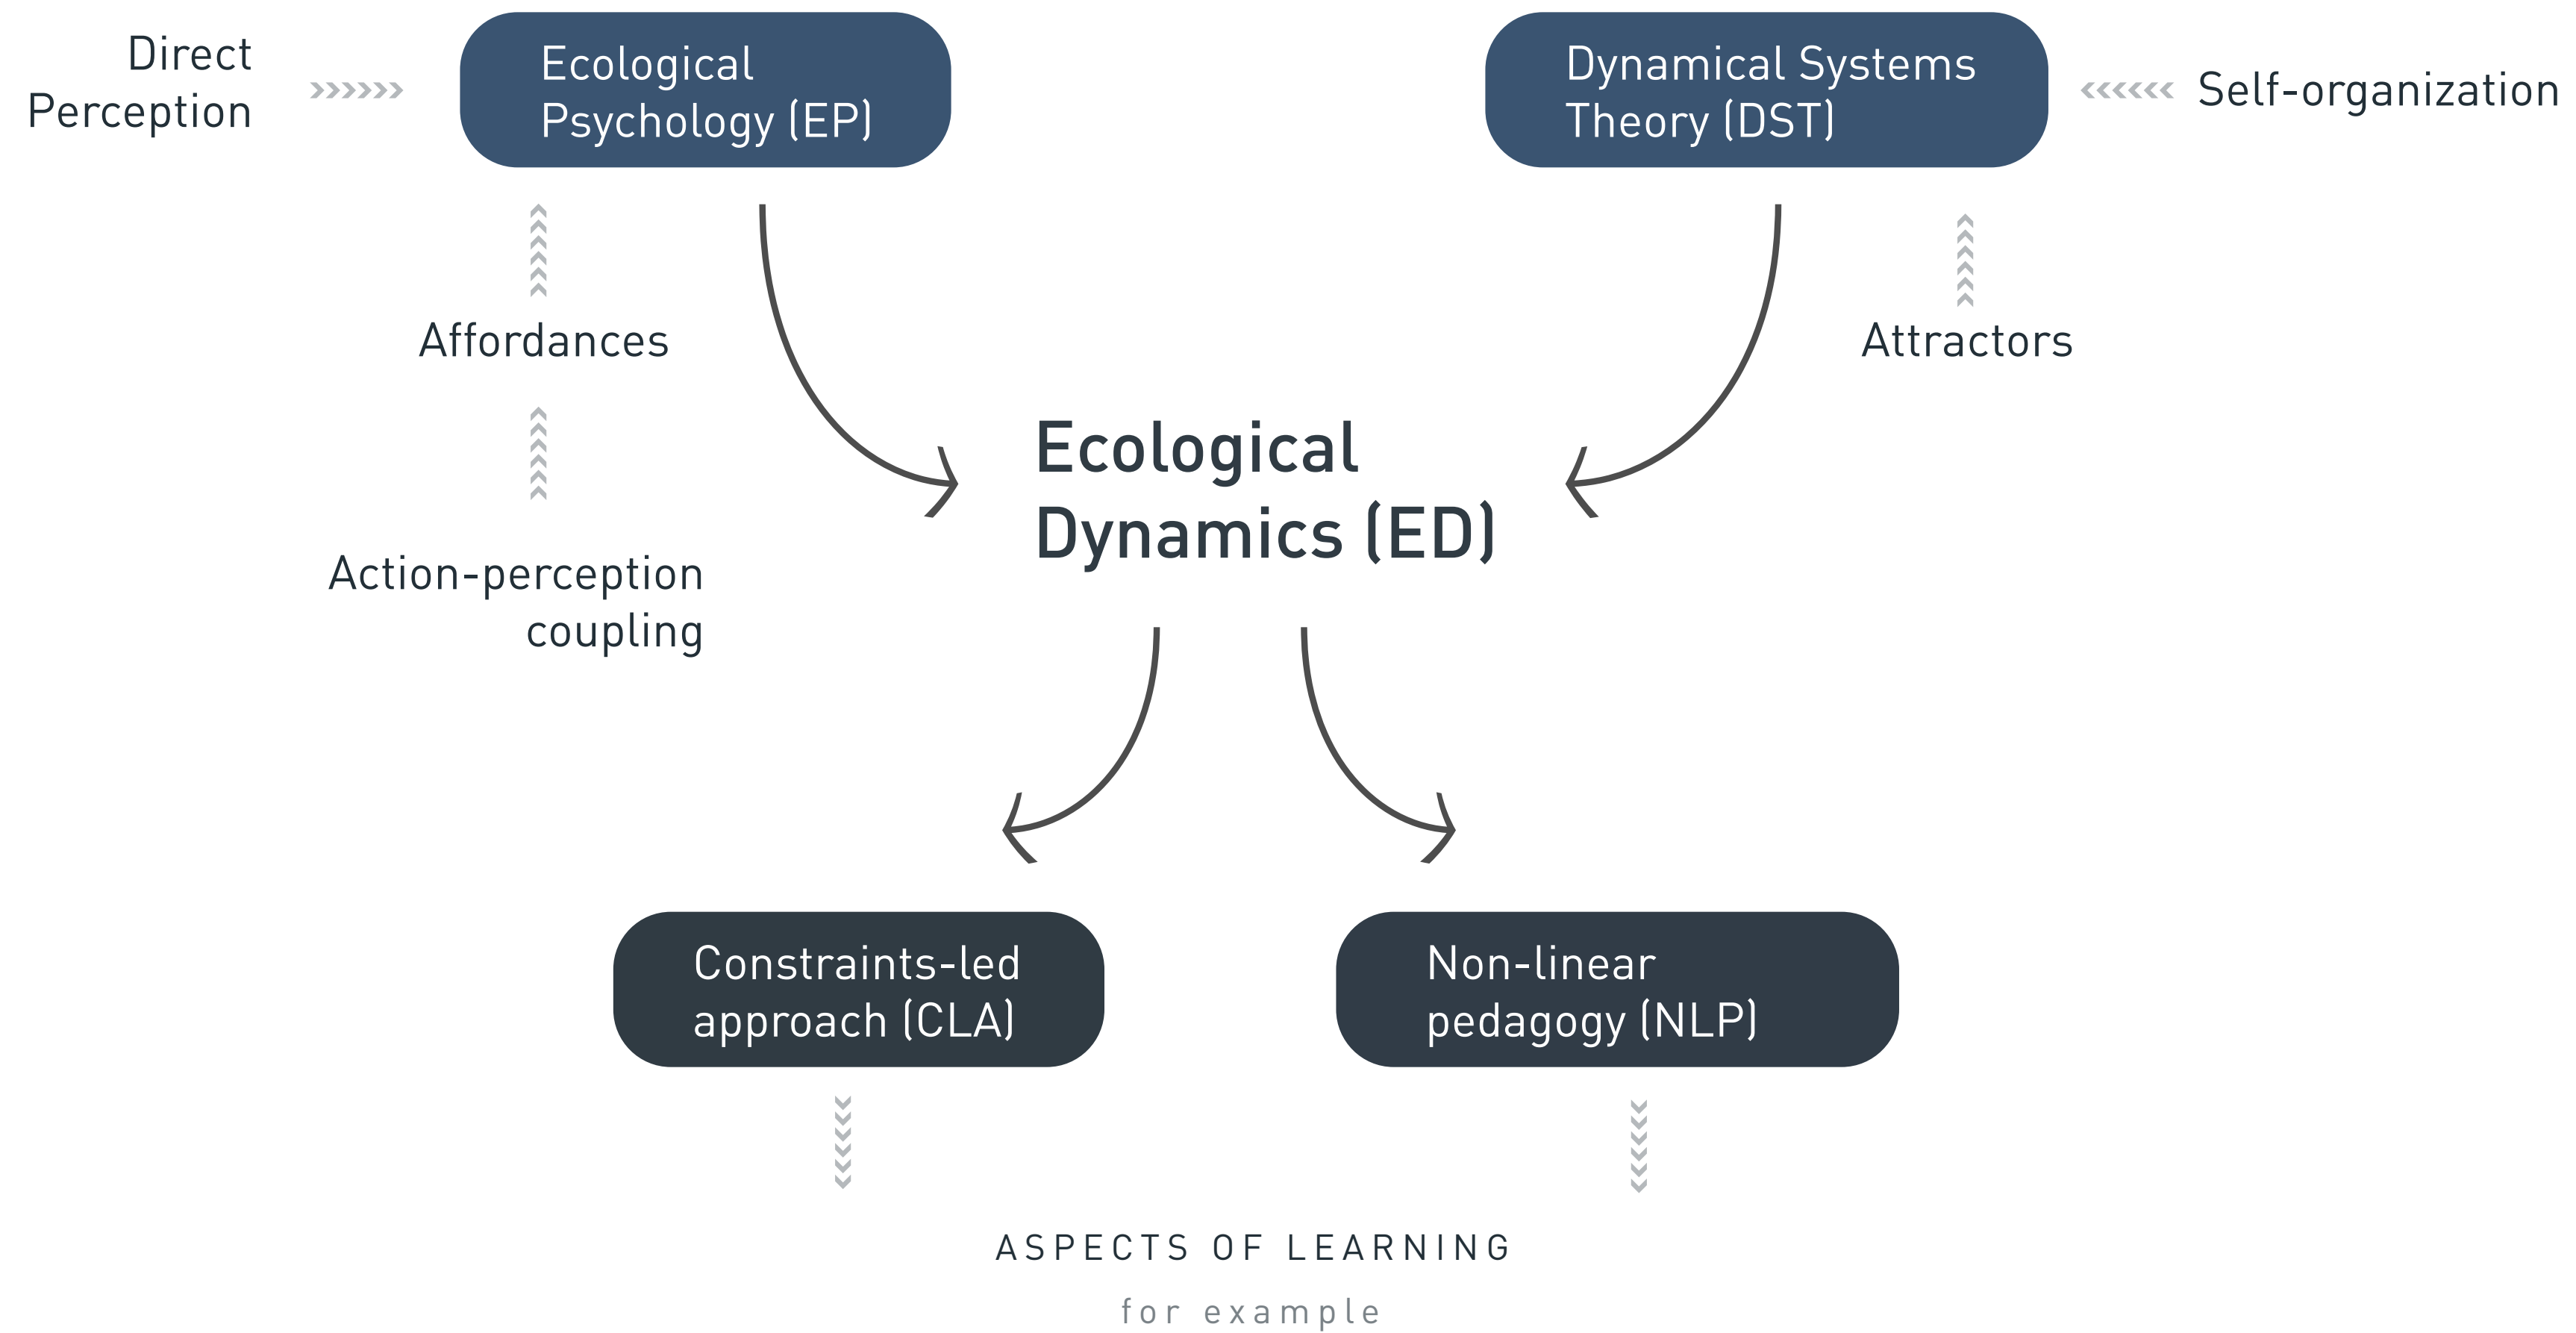 Direct
Perception
Ecological
Psychology (EP)
Dynamical Systems
Theory (DST)
Self-organization
Affordances
Attractors
Ecological
Dynamics (ED)
Action-perception
coupling
Constraints-led
approach (CLA)
Non-linear
pedagogy (NLP)
ASPECTS OF LEARNING
for example